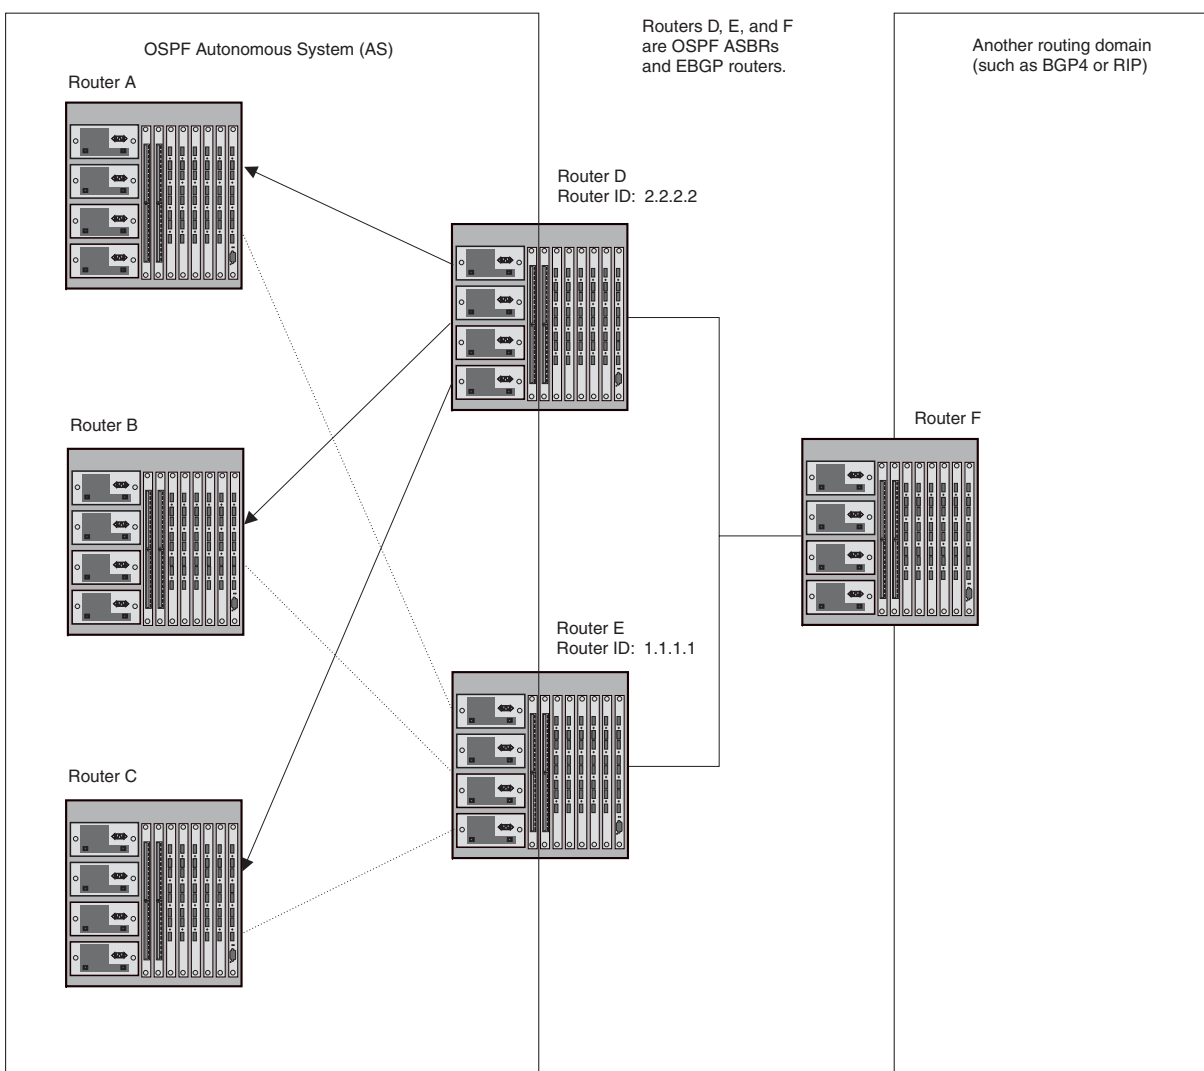 OSPF Autonomous System (AS)
Routers D, E, and F
are OSPF ASBRs
and EBGP routers.
Another routing domain
(such as BGP4 or RIP)
Router A
Router D
Router ID: 2.2.2.2
Router B
Router F
Router E
Router ID: 1.1.1.1
Router C